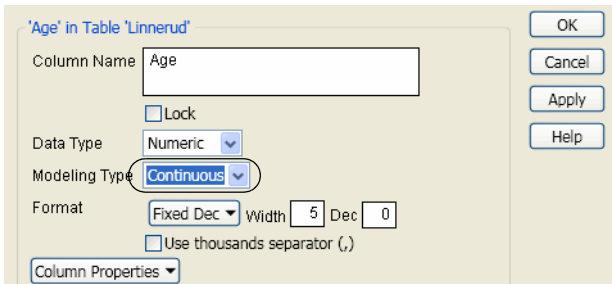 'Age' in Table 'Linnerud'
OK
Column Name Age
Cancel
Apply
Lock
Help
Data Type Numeric
Modeling Type Continuous
Format Fixed Dec Width 5 Dec 0
Use thousands separator (,)
Column Properties